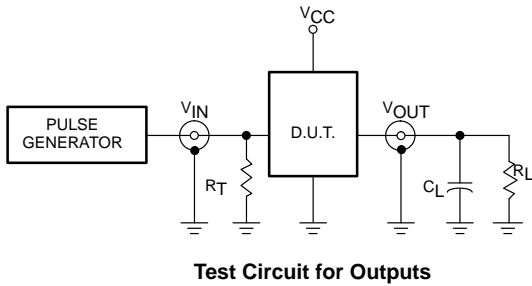 VCC
PULSE
GENERATOR
VIN
RT
D.U.T.
VOUT
CL
RL
Test Circuit for Outputs